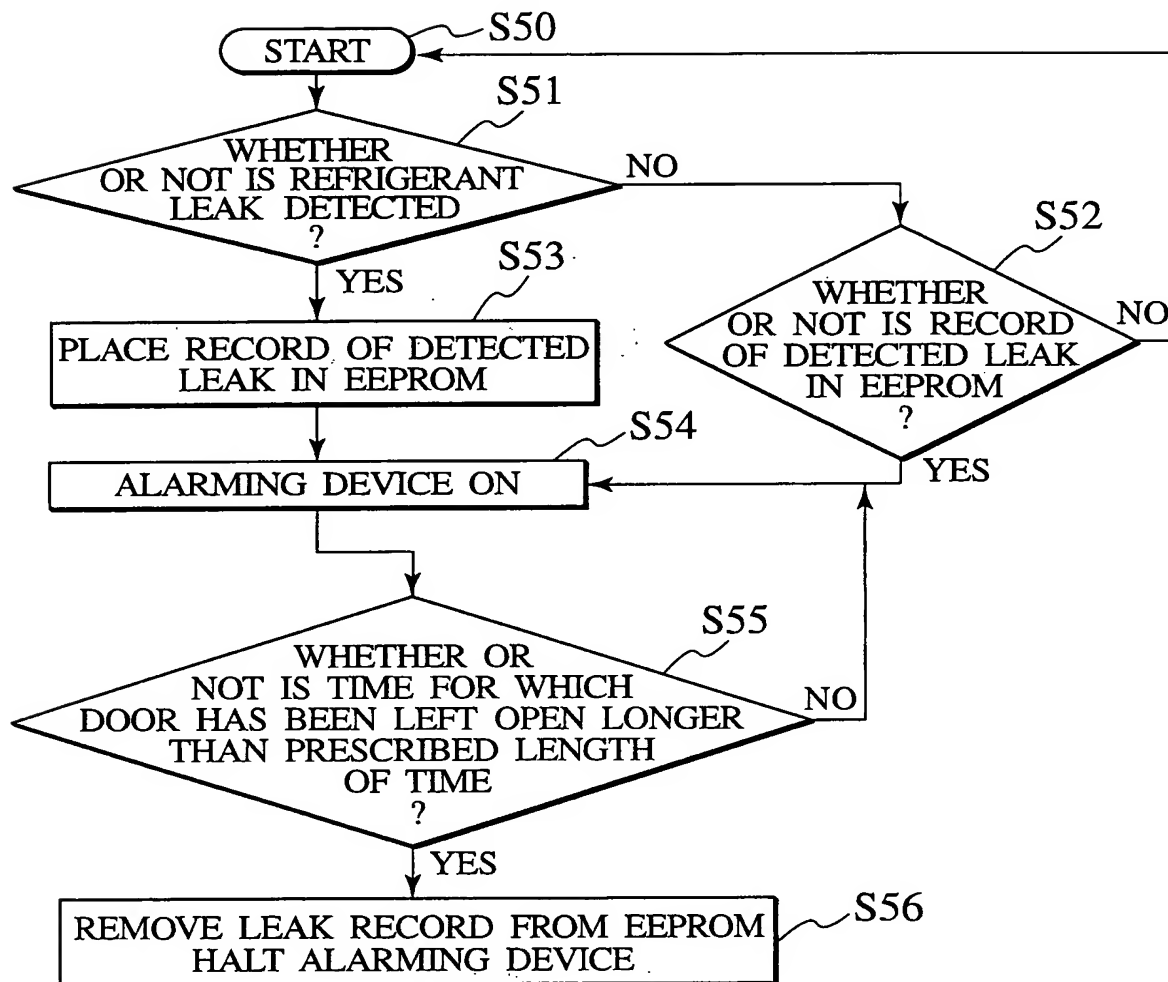 START
S50
S51
WHETHER
OR NOT IS REFRIGERANT
LEAK DETECTED
?
NO
YES
S52
WHETHER
OR NOT IS RECORD
OF DETECTED LEAK
IN EEPROM
?
NO
YES
S53
PLACE RECORD OF DETECTED
LEAK IN EEPROM
S54
ALARMING DEVICE ON
S55
WHETHER OR
NOT IS TIME FOR WHICH
DOOR HAS BEEN LEFT OPEN LONGER
THAN PRESCRIBED LENGTH
OF TIME
?
NO
YES
S56
REMOVE LEAK RECORD FROM EEPROM
HALT ALARMING DEVICE